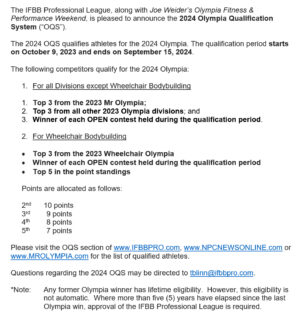 The IFBB Professional League, along with Joe Weider's Olympia Fitness &
Performance Weekend, is pleased to announce the 2024 Olympia Qualification
System ("OQS").
The 2024 OQS qualifies athletes for the 2024 Olympia. The qualification period starts
on October 9, 2023 and ends on September 15, 2024.
The following competitors qualify for the 2024 Olympia:
1. For all Divisions except Wheelchair Bodybuilding
1. Top 3 from the 2023 Mr Olympia;
2. Top 3 from all other 2023 Olympia divisions; and
3. Winner of each OPEN contest held during the qualification period.
2. For Wheelchair Bodybuilding
• Top 3 from the 2023 Wheelchair Olympia
• Winner of each OPEN contest held during the qualification period
• Top 5 in the point standings
Points are allocated as follows:
2nd 10 points
3rd 9 points
4th 8 points
5th 7 points
Please visit the OQS section of www.IFBBPRO.com, www.NPCNEWSONLINE.com or
www.MROLYMPIA.com for the list of qualified athletes.
Questions regarding the 2024 OQS may be directed to tblinn@ifbbpro.com.
*Note: Any former Olympia winner has lifetime eligibility. However, this eligibility is
not automatic. Where more than five (5) years have elapsed since the last
Olympia win, approval of the IFBB Professional League is required.